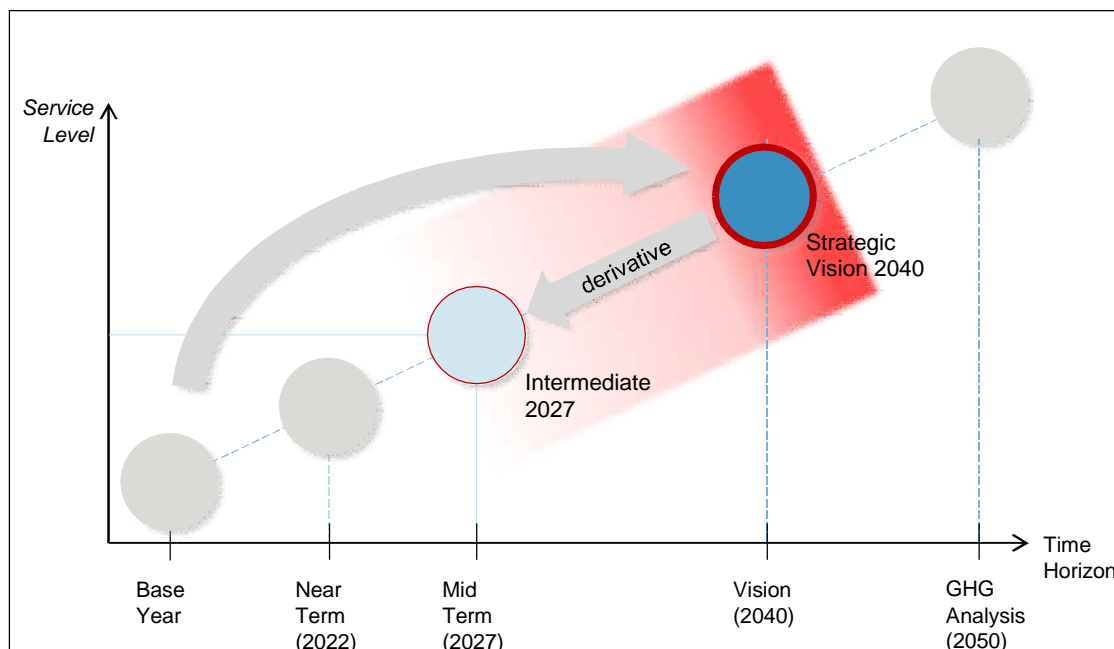 Service
Level
derivative
Strategic
Vision 2040
Intermediate
2027
Time
Horizon
Base
Year
Near
Term
(2022)
Mid
Term
(2027)
Vision
(2040)
GHG
Analysis
(2050)